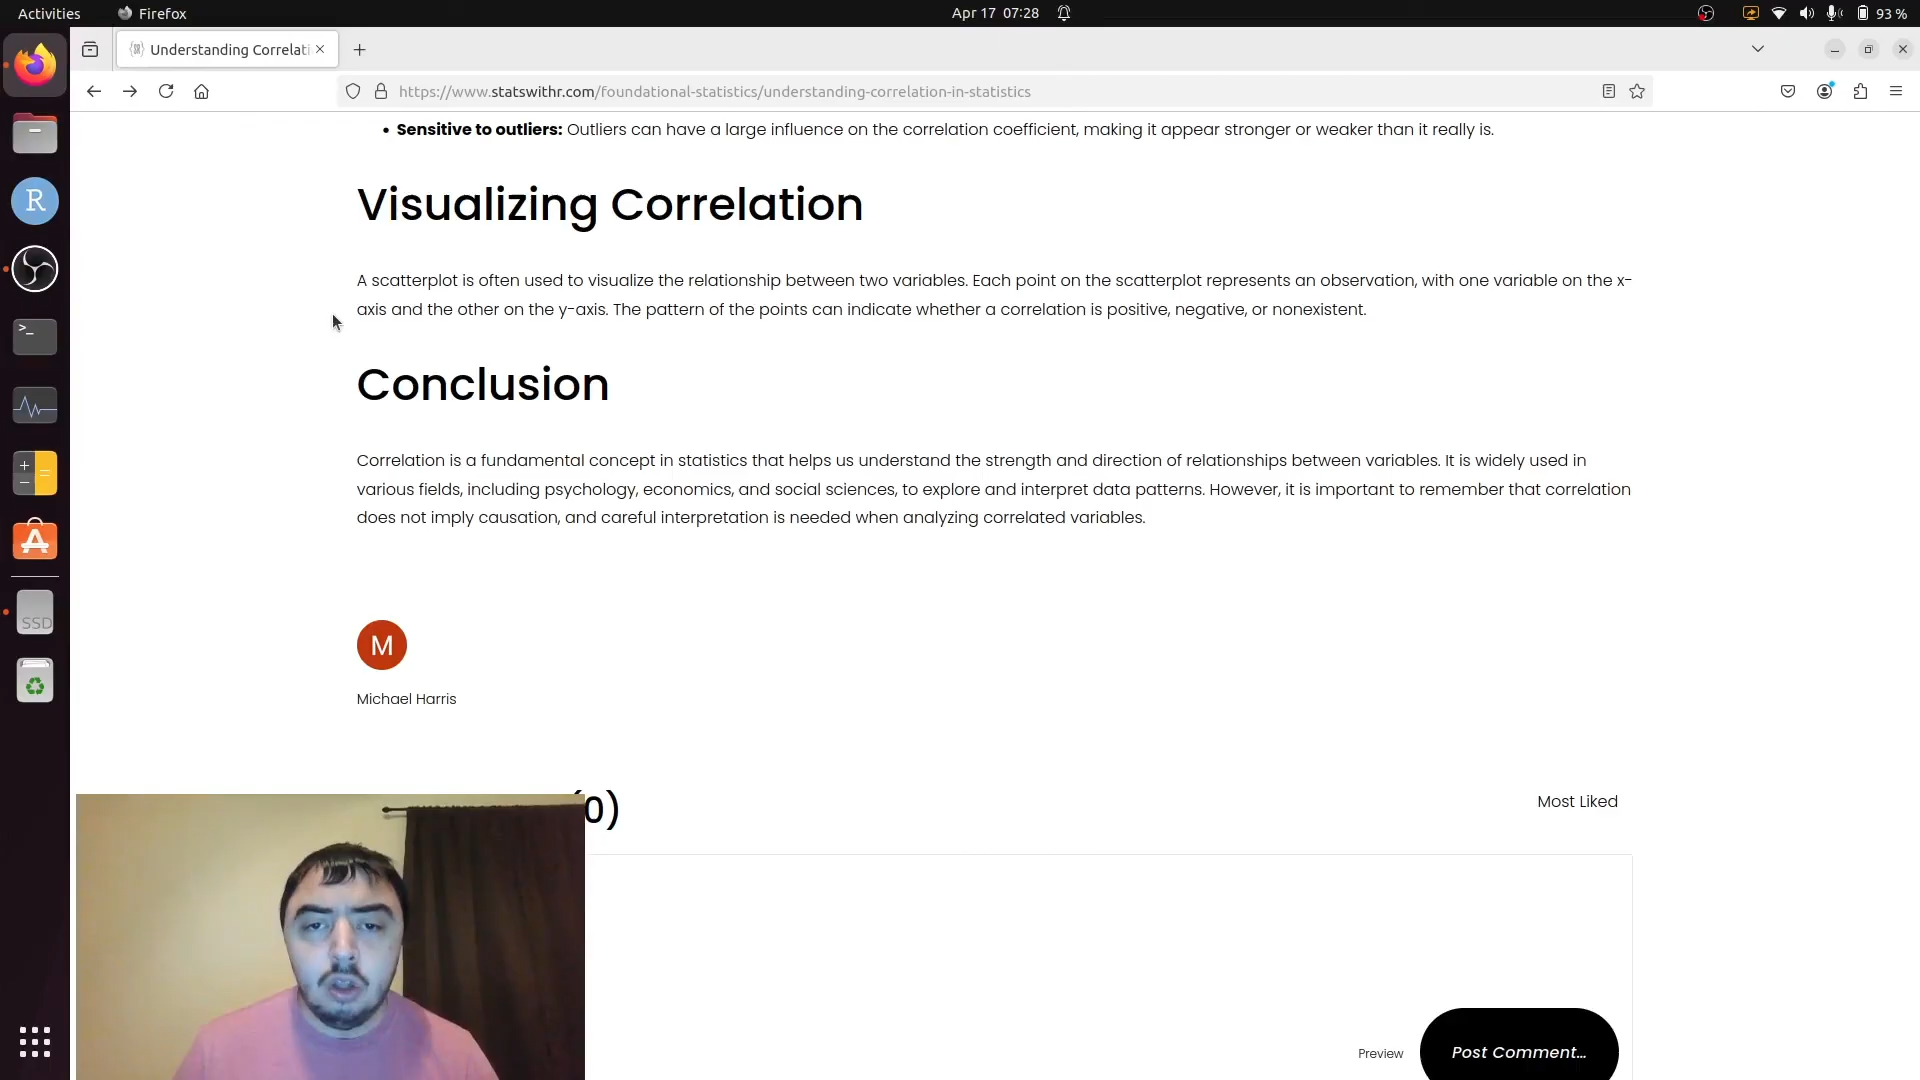 Activities
Firefox
Apr 17 07:28
93 %
Understanding Correlati
https://www.statswithr.com/foundational-statistics/understanding-correlation-in-statistics
• Sensitive to outliers: Outliers can have a large influence on the correlation coefficient, making it appear stronger or weaker than it really is.
Visualizing Correlation
A scatterplot is often used to visualize the relationship between two variables. Each point on the scatterplot represents an observation, with one variable on the x-
axis and the other on the y-axis. The pattern of the points can indicate whether a correlation is positive, negative, or nonexistent.
Conclusion
Correlation is a fundamental concept in statistics that helps us understand the strength and direction of relationships between variables. It is widely used in
various fields, including psychology, economics, and social sciences, to explore and interpret data patterns. However, it is important to remember that correlation
does not imply causation, and careful interpretation is needed when analyzing correlated variables.
M
Michael Harris
(0)
Most Liked
Preview
Post Comment...
R
>_
SSD